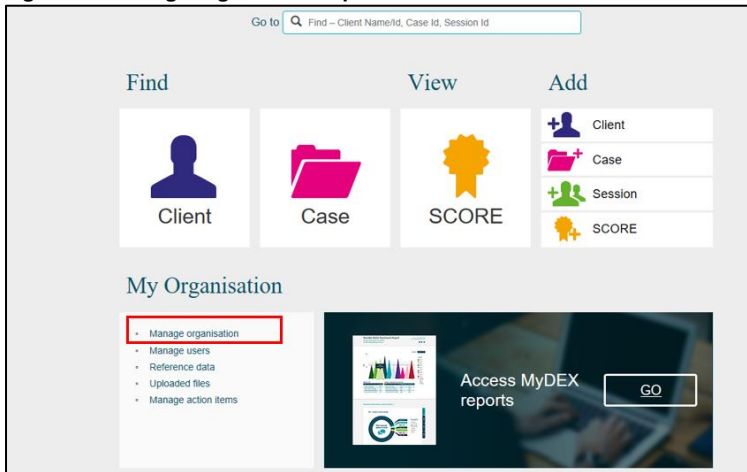 Go to Find – Client Name/Id, Case Id, Session Id
Find
View
Add
Client
Case
SCORE
Client
Case
Session
SCORE
My Organisation
Manage organisation
Manage users
Reference data
Uploaded files
Manage action items
Access MyDEX
reports
GO